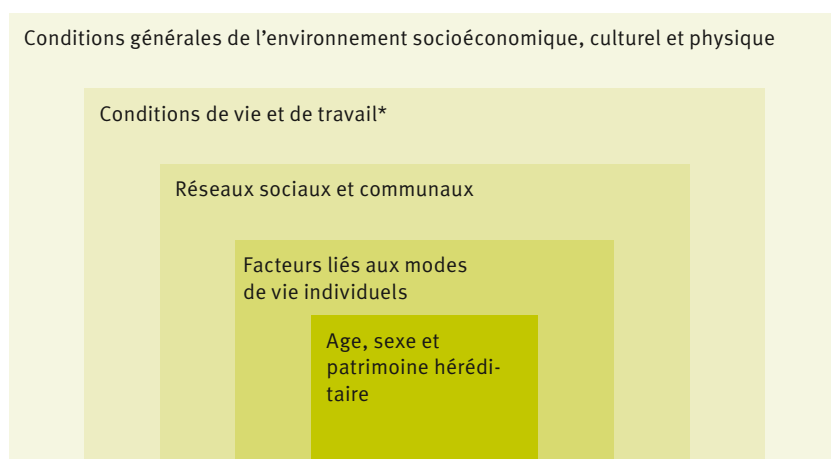 Conditions générales de l’environnement socioéconomique, culturel et physique
Conditions de vie et de travail*
Réseaux sociaux et communaux
Facteurs liés aux modes
de vie individuels
Age, sexe et
patrimoine hérédi-
taire